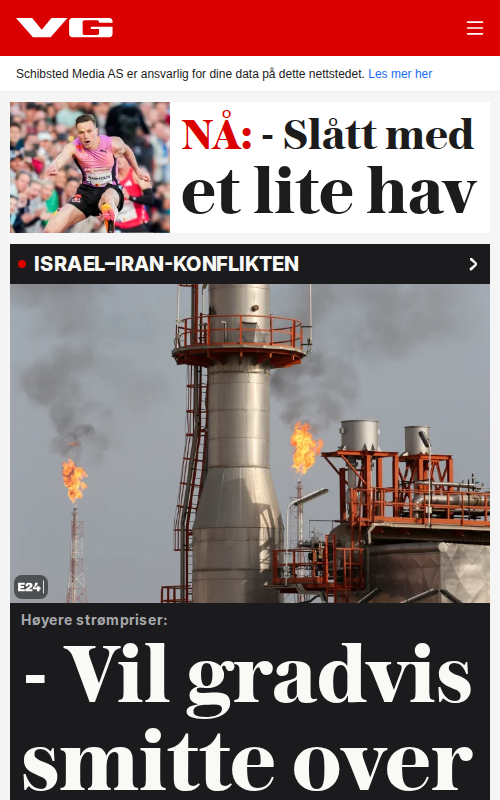 VG
Schibsted Media AS er ansvarlig for dine data på dette nettstedet. Les mer her
NÅ: - Slått med
et lite hav
ISRAEL–IRAN-KONFLIKTEN
E24
Høyere strømpriser:
- Vil gradvis
smitte over